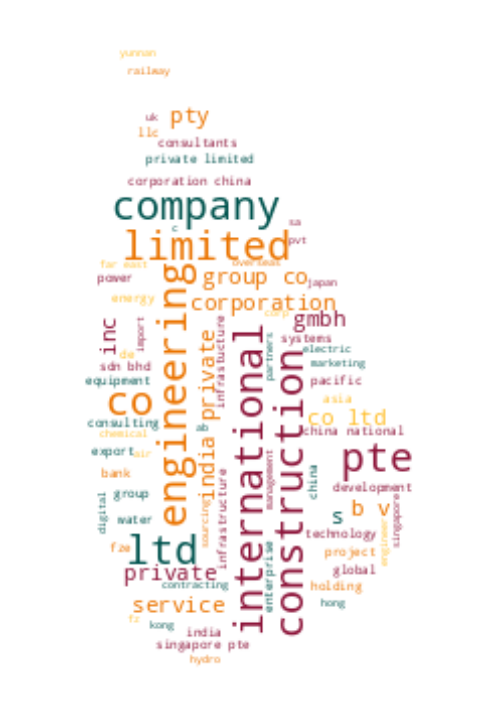 yunnan
railway
uk
pty
llc
consultants
private limited
corporation china
company
sa
c
limited
pvt
far east
overseas
power
group co
japan
energy
corporation
corp
gmbh
inc
import
engineering
india private
infrastucture
international
partners
construction
systems
electric
de
marketing
sdn bhd
equipment
pacific
co
asia
co ltd
consulting
ab
china national
chemical
export
air
pte
bank
management
china
development
digital
group
sourcing
infrastructure
b v
s
singapore
engineer
water
technology
fze
ltd
enterprise
project
private
global
contracting
holding
service
hong
fz
kong
india
singapore pte
hydro